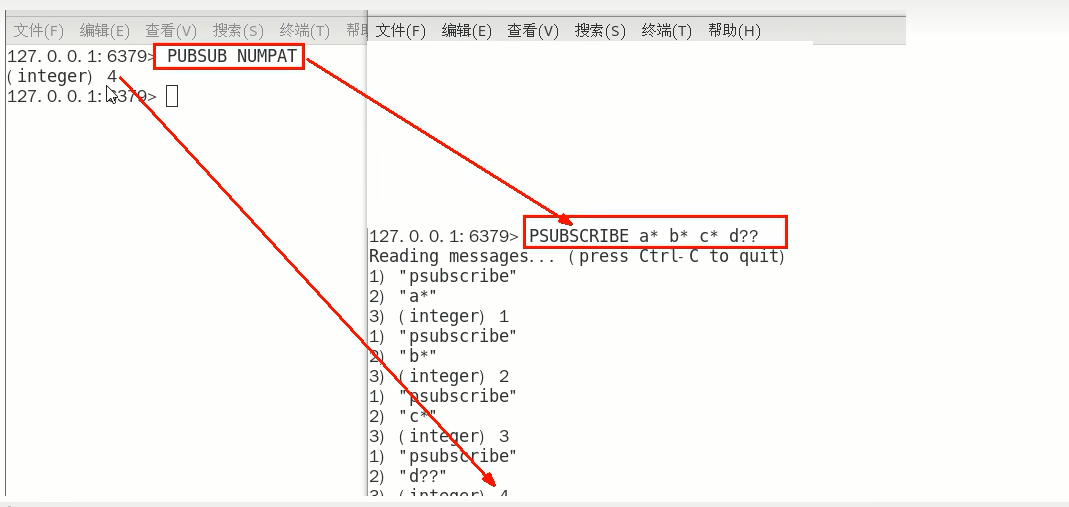 文件(F) 编辑(E) 查看(V) 搜索(S) 终端(T)
127.0.0.1:6379> PUBSUB NUMPAT
(integer) 4
127.0.0.1:6379>
文件(F) 编辑(E) 查看(V) 搜索(S) 终端(T) 帮助(H)
127.0.0.1:6379> PSUBSCRIBE a* b* c* d??
Reading messages... (press Ctrl-C to quit)
1) "psubscribe"
2) "a*"
3) (integer) 1
1) "psubscribe"
2) "b*"
3) (integer) 2
1) "psubscribe"
2) "c*"
3) (integer) 3
1) "psubscribe"
2) "d??"
3) (integer) 4